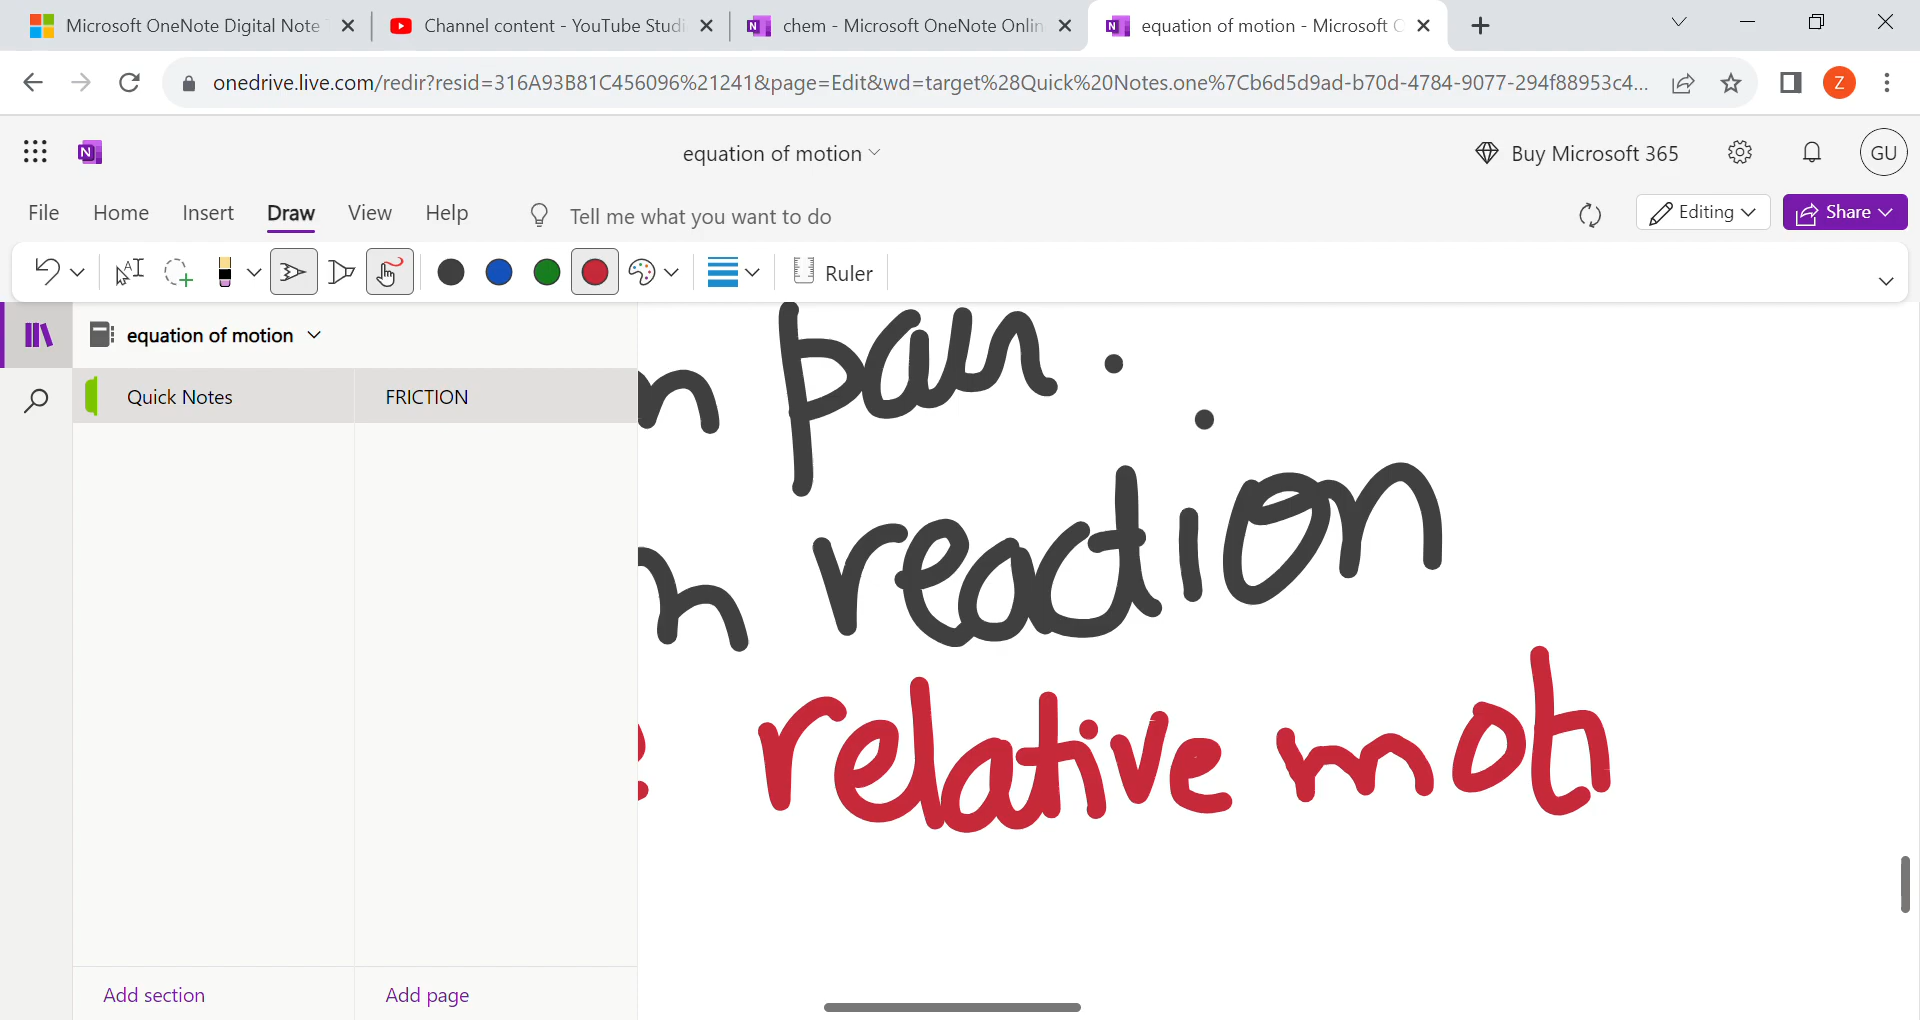 Microsoft OneNote Digital Note T
Channel content - YouTube Studi
chem - Microsoft OneNote Onlin
equation of motion - Microsoft O
onedrive.live.com/redir?resid=316A93B81C456096%21241&page=Edit&wd=target%28Quick%20Notes.one%7Cb6d5d9ad-b70d-4784-9077-294f88953c4...
Z
N
equation of motion
Buy Microsoft 365
GU
File Home Insert Draw View Help Tell me what you want to do
Editing
Share
Ruler
equation of motion
Quick Notes
FRICTION
n pair.
n reaction
e relative mot
Add section
Add page